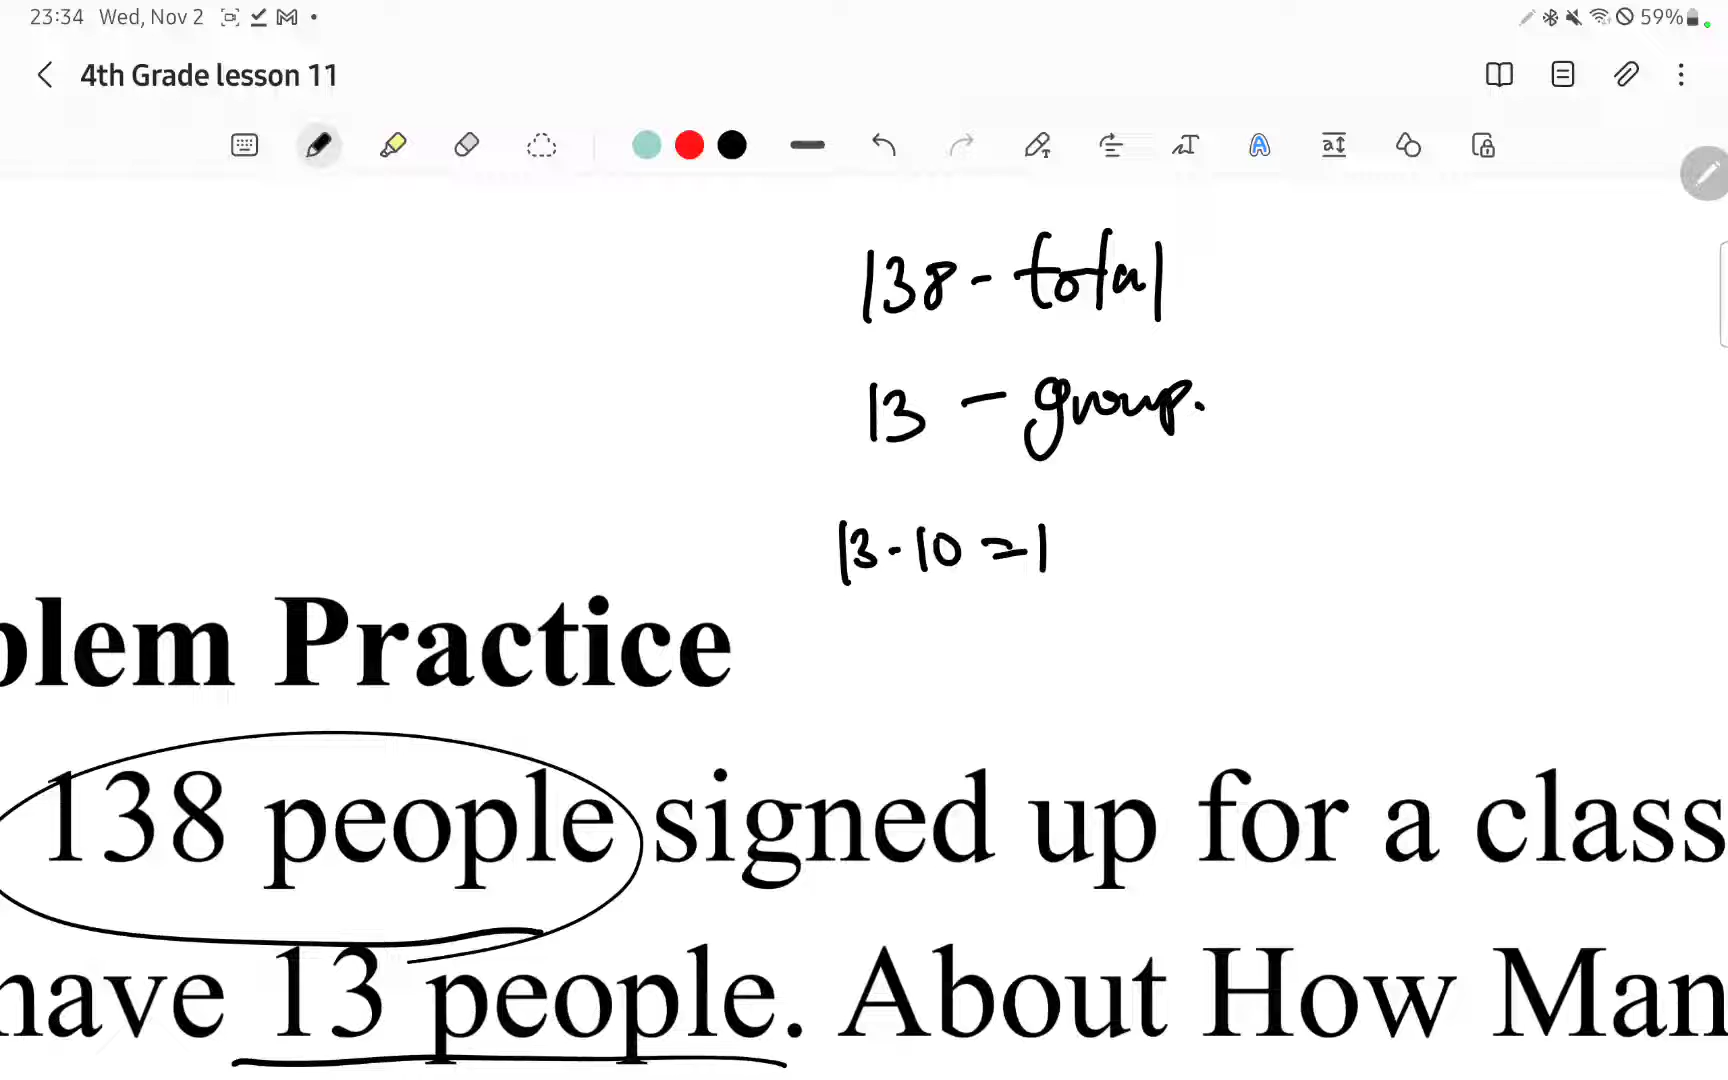 23:34 Wed, Nov 2 59%
4th Grade lesson 11
138 - total
13 - group.
13 · 10 = 1
blem Practice
138 people signed up for a class
have 13 people. About How Man